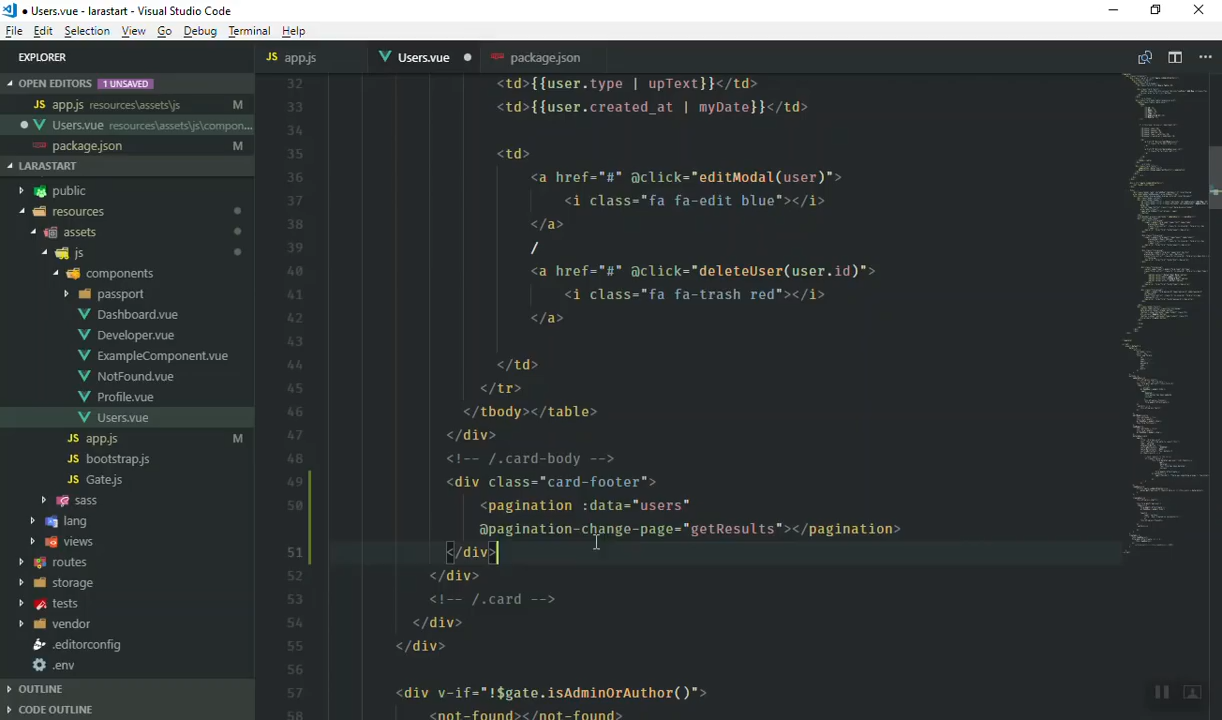 ● Users.vue - larastart - Visual Studio Code
File Edit Selection View Go Debug Terminal Help
EXPLORER
JS app.js
Users.vue ●
package.json
OPEN EDITORS 1 UNSAVED
JS app.js resources\assets\js M
● Users.vue resources\assets\js\compon...
package.json M
LARASTART
public
resources
assets
js
components
passport
Dashboard.vue
Developer.vue
ExampleComponent.vue
NotFound.vue
Profile.vue
Users.vue
JS app.js M
JS bootstrap.js
JS Gate.js
sass
lang
views
routes
storage
tests
vendor
.editorconfig
.env
OUTLINE
CODE OUTLINE
32 <td>{{user.type | upText}}</td>
33 <td>{{user.created_at | myDate}}</td>
34
35 <td>
36 <a href="#" @click="editModal(user)">
37 <i class="fa fa-edit blue"></i>
38 </a>
39 /
40 <a href="#" @click="deleteUser(user.id)">
41 <i class="fa fa-trash red"></i>
42 </a>
43
44 </td>
45 </tr>
46 </tbody></table>
47 </div>
48 <!-- /.card-body -->
49 <div class="card-footer">
50 <pagination :data="users"
@pagination-change-page="getResults"></pagination>
51 </div>
52 </div>
53 <!-- /.card -->
54 </div>
55 </div>
56
57 <div v-if="!$gate.isAdminOrAuthor()">
58 <not-found></not-found>